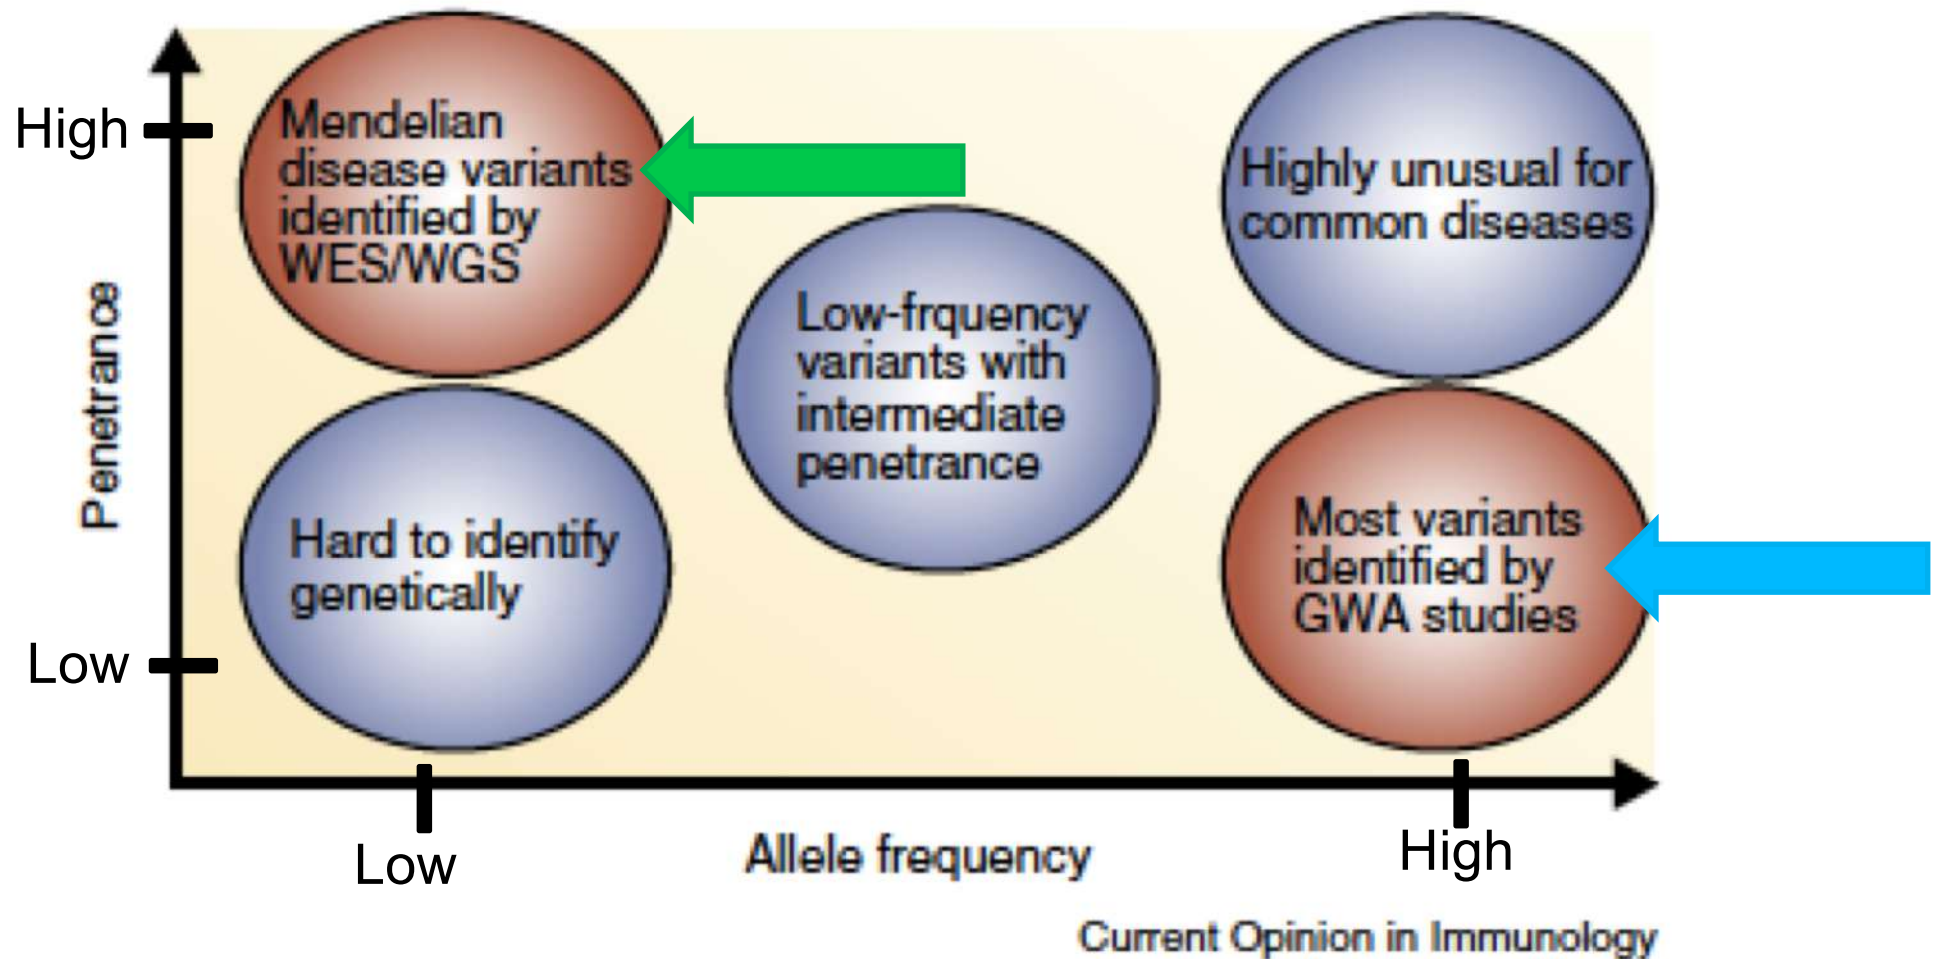 High
Mendelian
disease variants
identified by
WES/WGS
Highly unusual for
common diseases
Penetrance
Low-frquency
variants with
intermediate
penetrance
Hard to identify
genetically
Most variants
identified by
GWA studies
Low
Low
Allele frequency
High
Current Opinion in Immunology